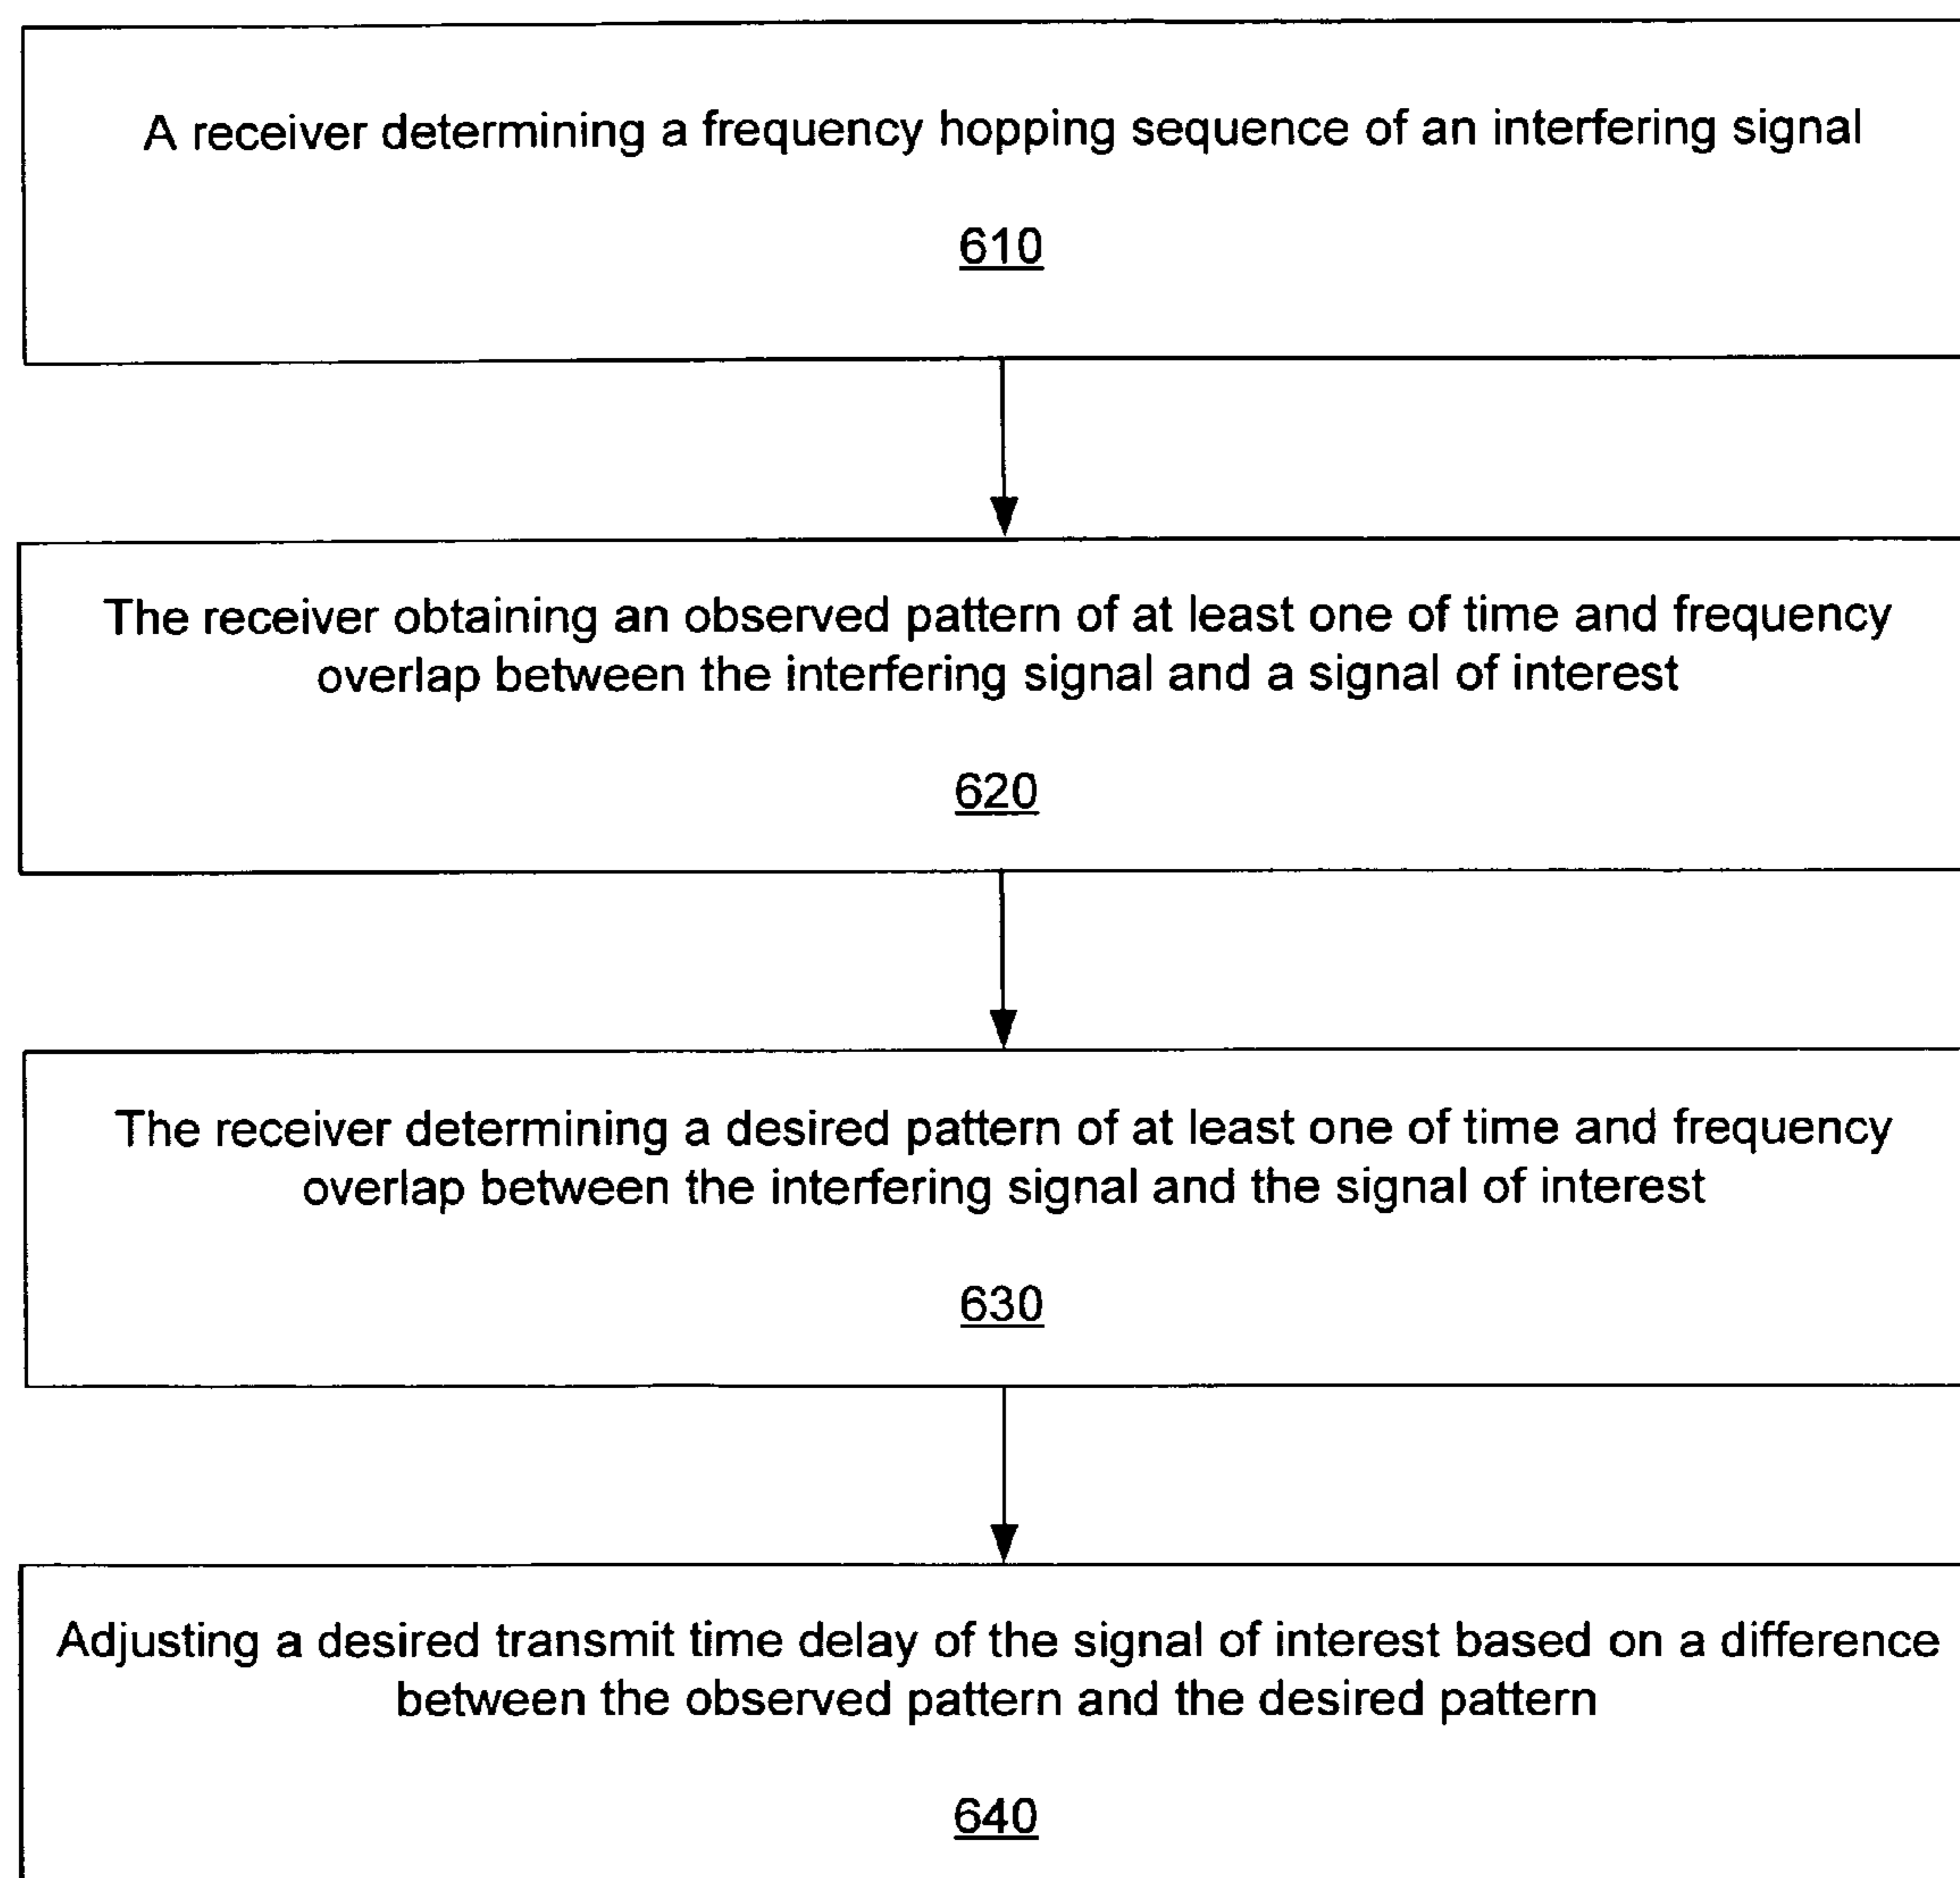 A receiver determining a frequency hopping sequence of an interfering signal
610
The receiver obtaining an observed pattern of at least one of time and frequency
overlap between the interfering signal and a signal of interest
620
The receiver determining a desired pattern of at least one of time and frequency
overlap between the interfering signal and the signal of interest
630
Adjusting a desired transmit time delay of the signal of interest based on a difference
between the observed pattern and the desired pattern
640